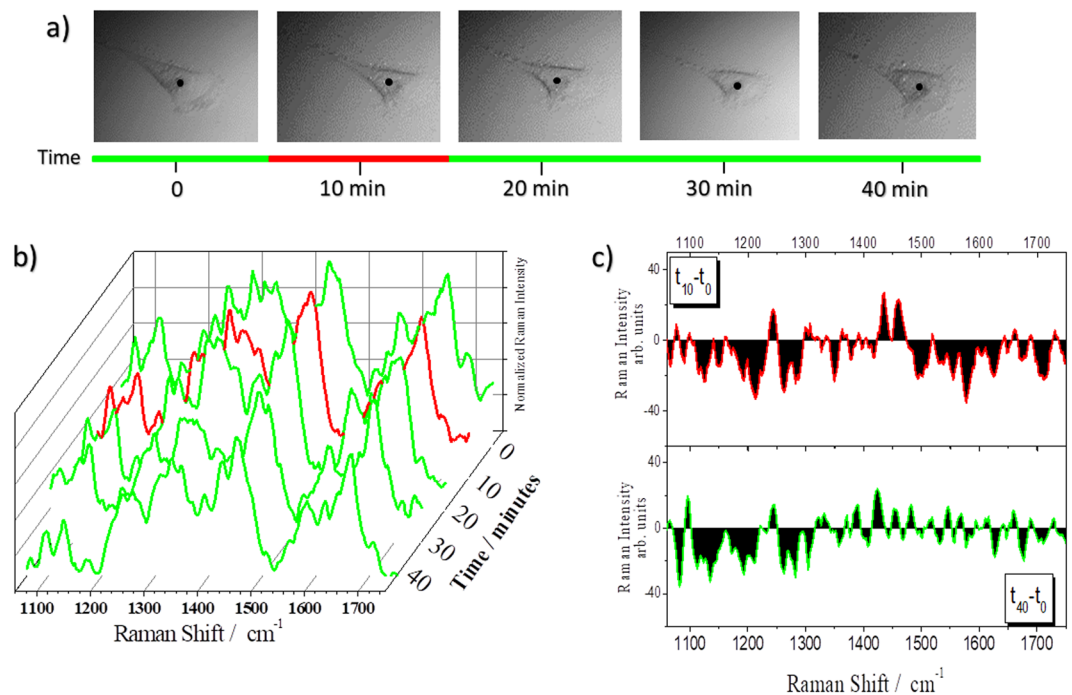 a)
Time
0
10 min
20 min
30 min
40 min
b)
Normalized Raman Intensity
0
10
20
30
40
Time / minutes
1100 1200 1300 1400 1500 1600 1700
Raman Shift / cm-1
c)
1100 1200 1300 1400 1500 1600 1700
t10-t0
40
0
-40
Raman Intensity
arb. units
40
0
-40
Raman Intensity
arb. units
t40-t0
1100 1200 1300 1400 1500 1600 1700
Raman Shift / cm-1